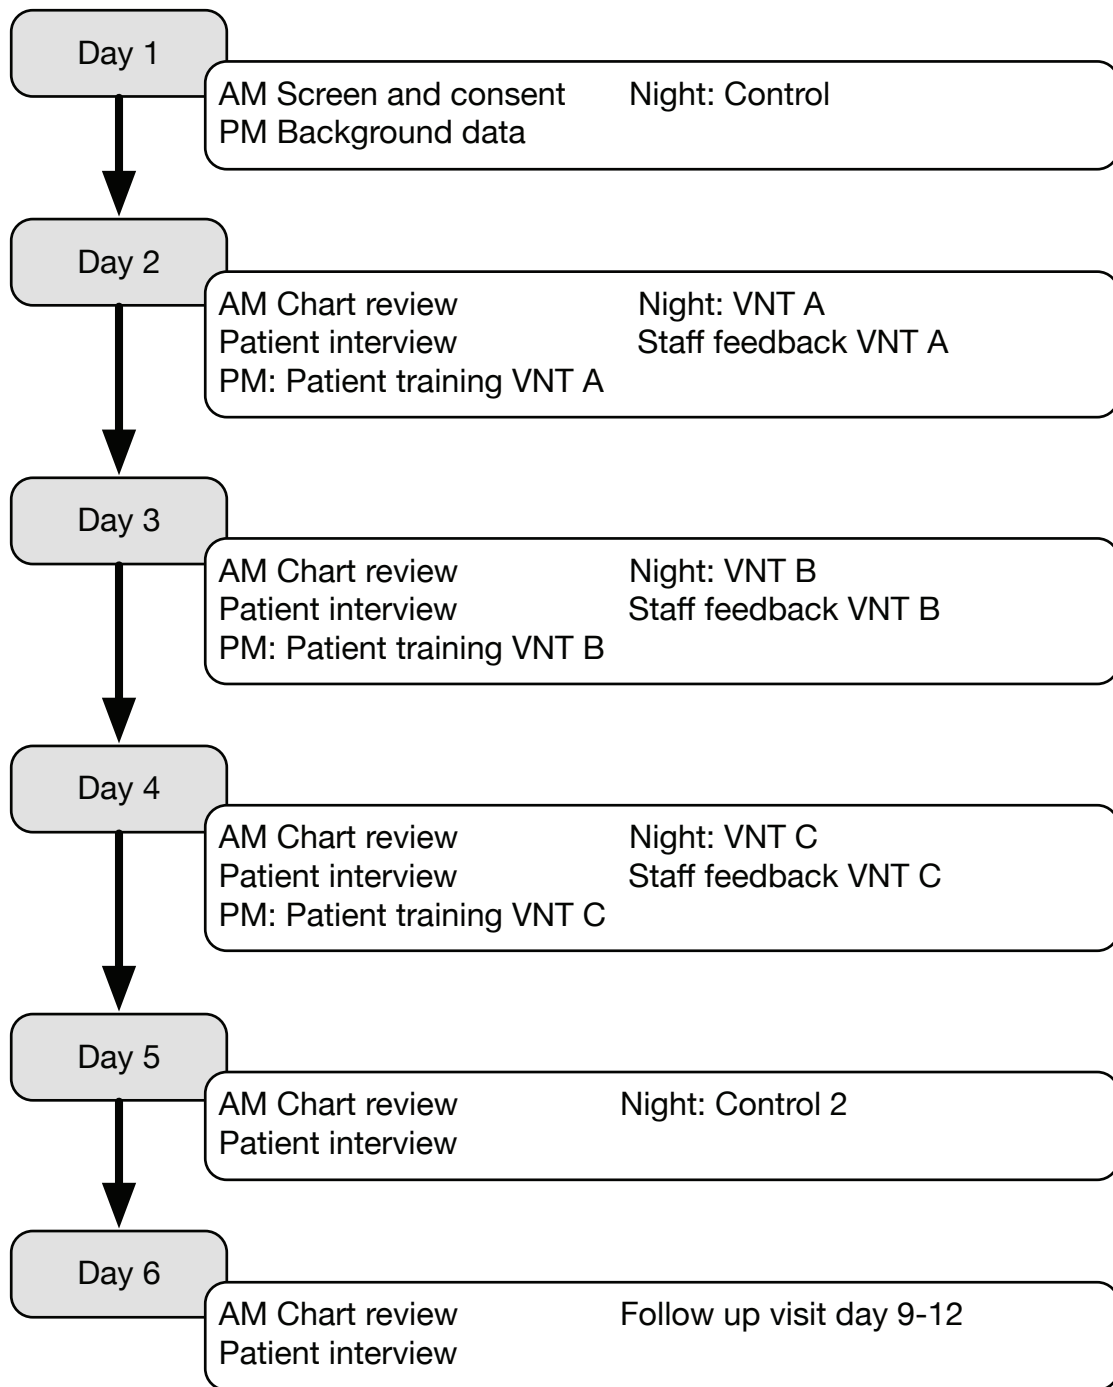 Day 1
AM Screen and consent Night: Control
PM Background data
Day 2
AM Chart review Night: VNT A
Patient interview Staff feedback VNT A
PM: Patient training VNT A
Day 3
AM Chart review Night: VNT B
Patient interview Staff feedback VNT B
PM: Patient training VNT B
Day 4
AM Chart review Night: VNT C
Patient interview Staff feedback VNT C
PM: Patient training VNT C
Day 5
AM Chart review Night: Control 2
Patient interview
Day 6
AM Chart review Follow up visit day 9-12
Patient interview